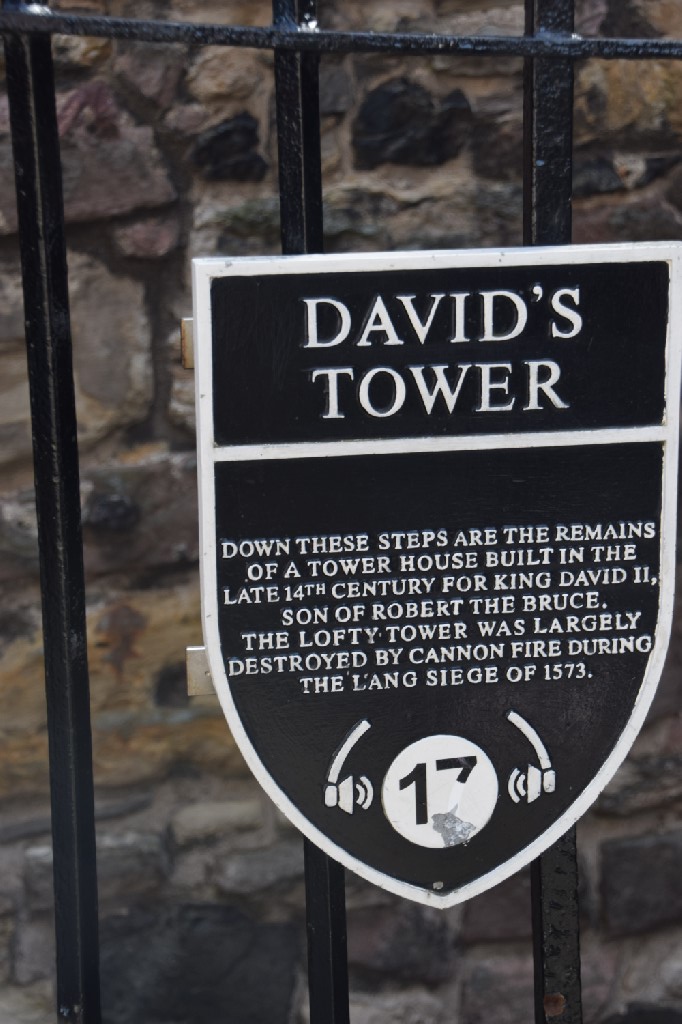 DAVID'S
TOWER
DOWN THESE STEPS ARE THE REMAINS
OF A TOWER HOUSE BUILT IN THE
LATE 14TH CENTURY FOR KING DAVID II,
SON OF ROBERT THE BRUCE.
THE LOFTY TOWER WAS LARGELY
DESTROYED BY CANNON FIRE DURING
THE LANG SIEGE OF 1573.
17